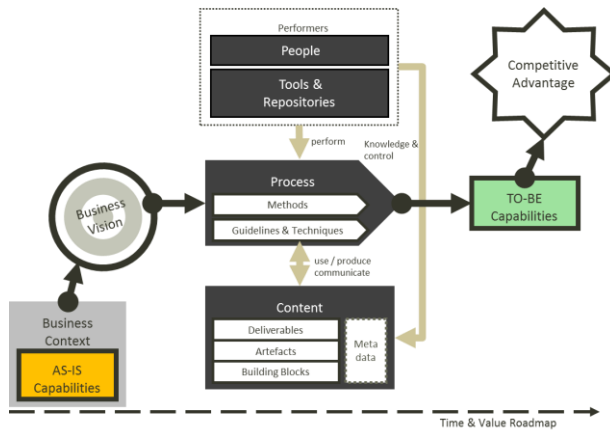 Performers
People
Tools &
Repositories
Competitive
Advantage
perform
Knowledge &
control
Process
Methods
Guidelines & Techniques
TO-BE
Capabilities
Business
Vision
use / produce
communicate
Content
Deliverables
Artefacts
Building Blocks
Meta
data
Business
Context
AS-IS
Capabilities
Time & Value Roadmap